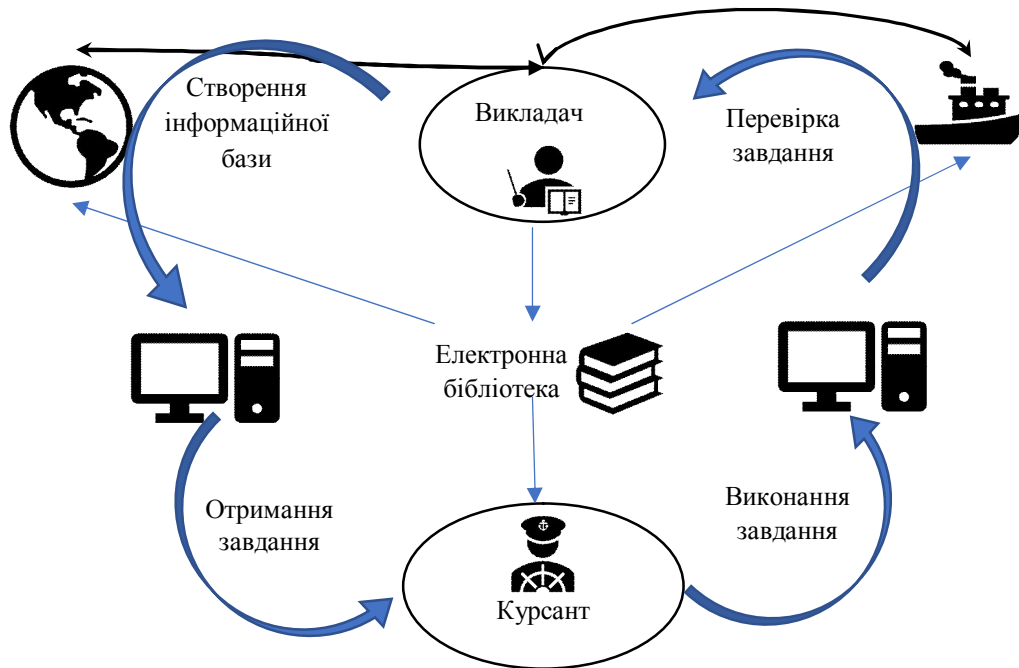 Створення
інформаційної
бази
Викладач
Перевірка
завдання
Електронна
бібліотека
Отримання
завдання
Виконання
завдання
Курсант